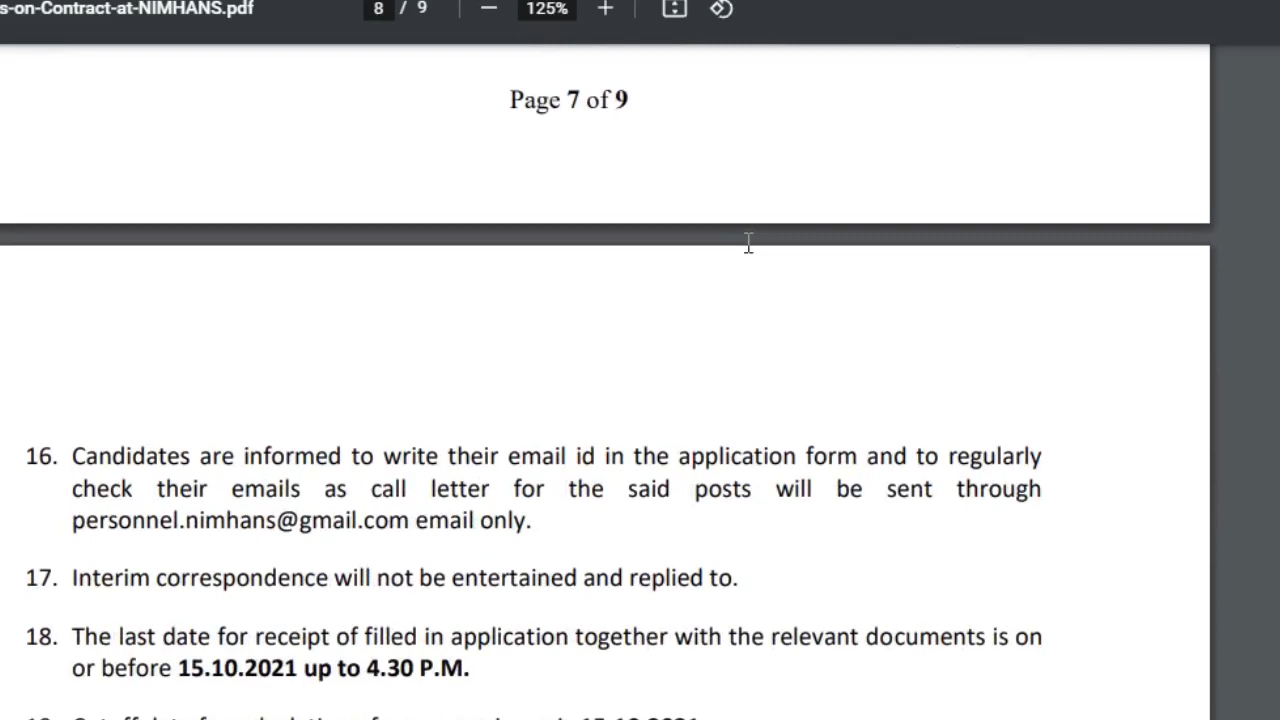 s-on-Contract-at-NIMHANS.pdf 8 / 9 125%
Page 7 of 9
16. Candidates are informed to write their email id in the application form and to regularly
check their emails as call letter for the said posts will be sent through
personnel.nimhans@gmail.com email only.
17. Interim correspondence will not be entertained and replied to.
18. The last date for receipt of filled in application together with the relevant documents is on
or before 15.10.2021 up to 4.30 P.M.